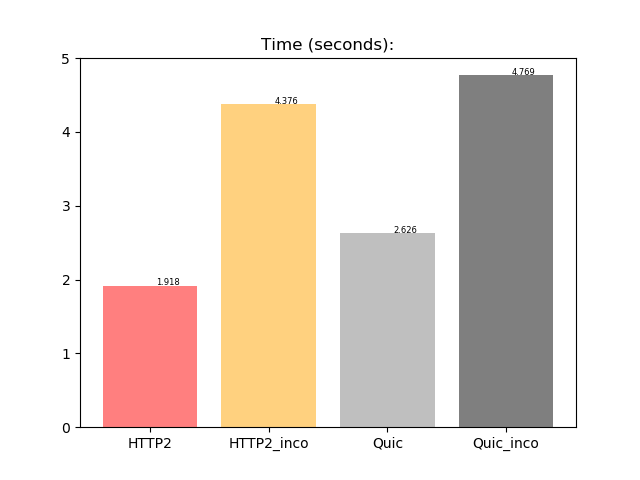 Time (seconds):
5
4
3
2
1
0
1.918
4.376
2.626
4.769
HTTP2
HTTP2_inco
Quic
Quic_inco